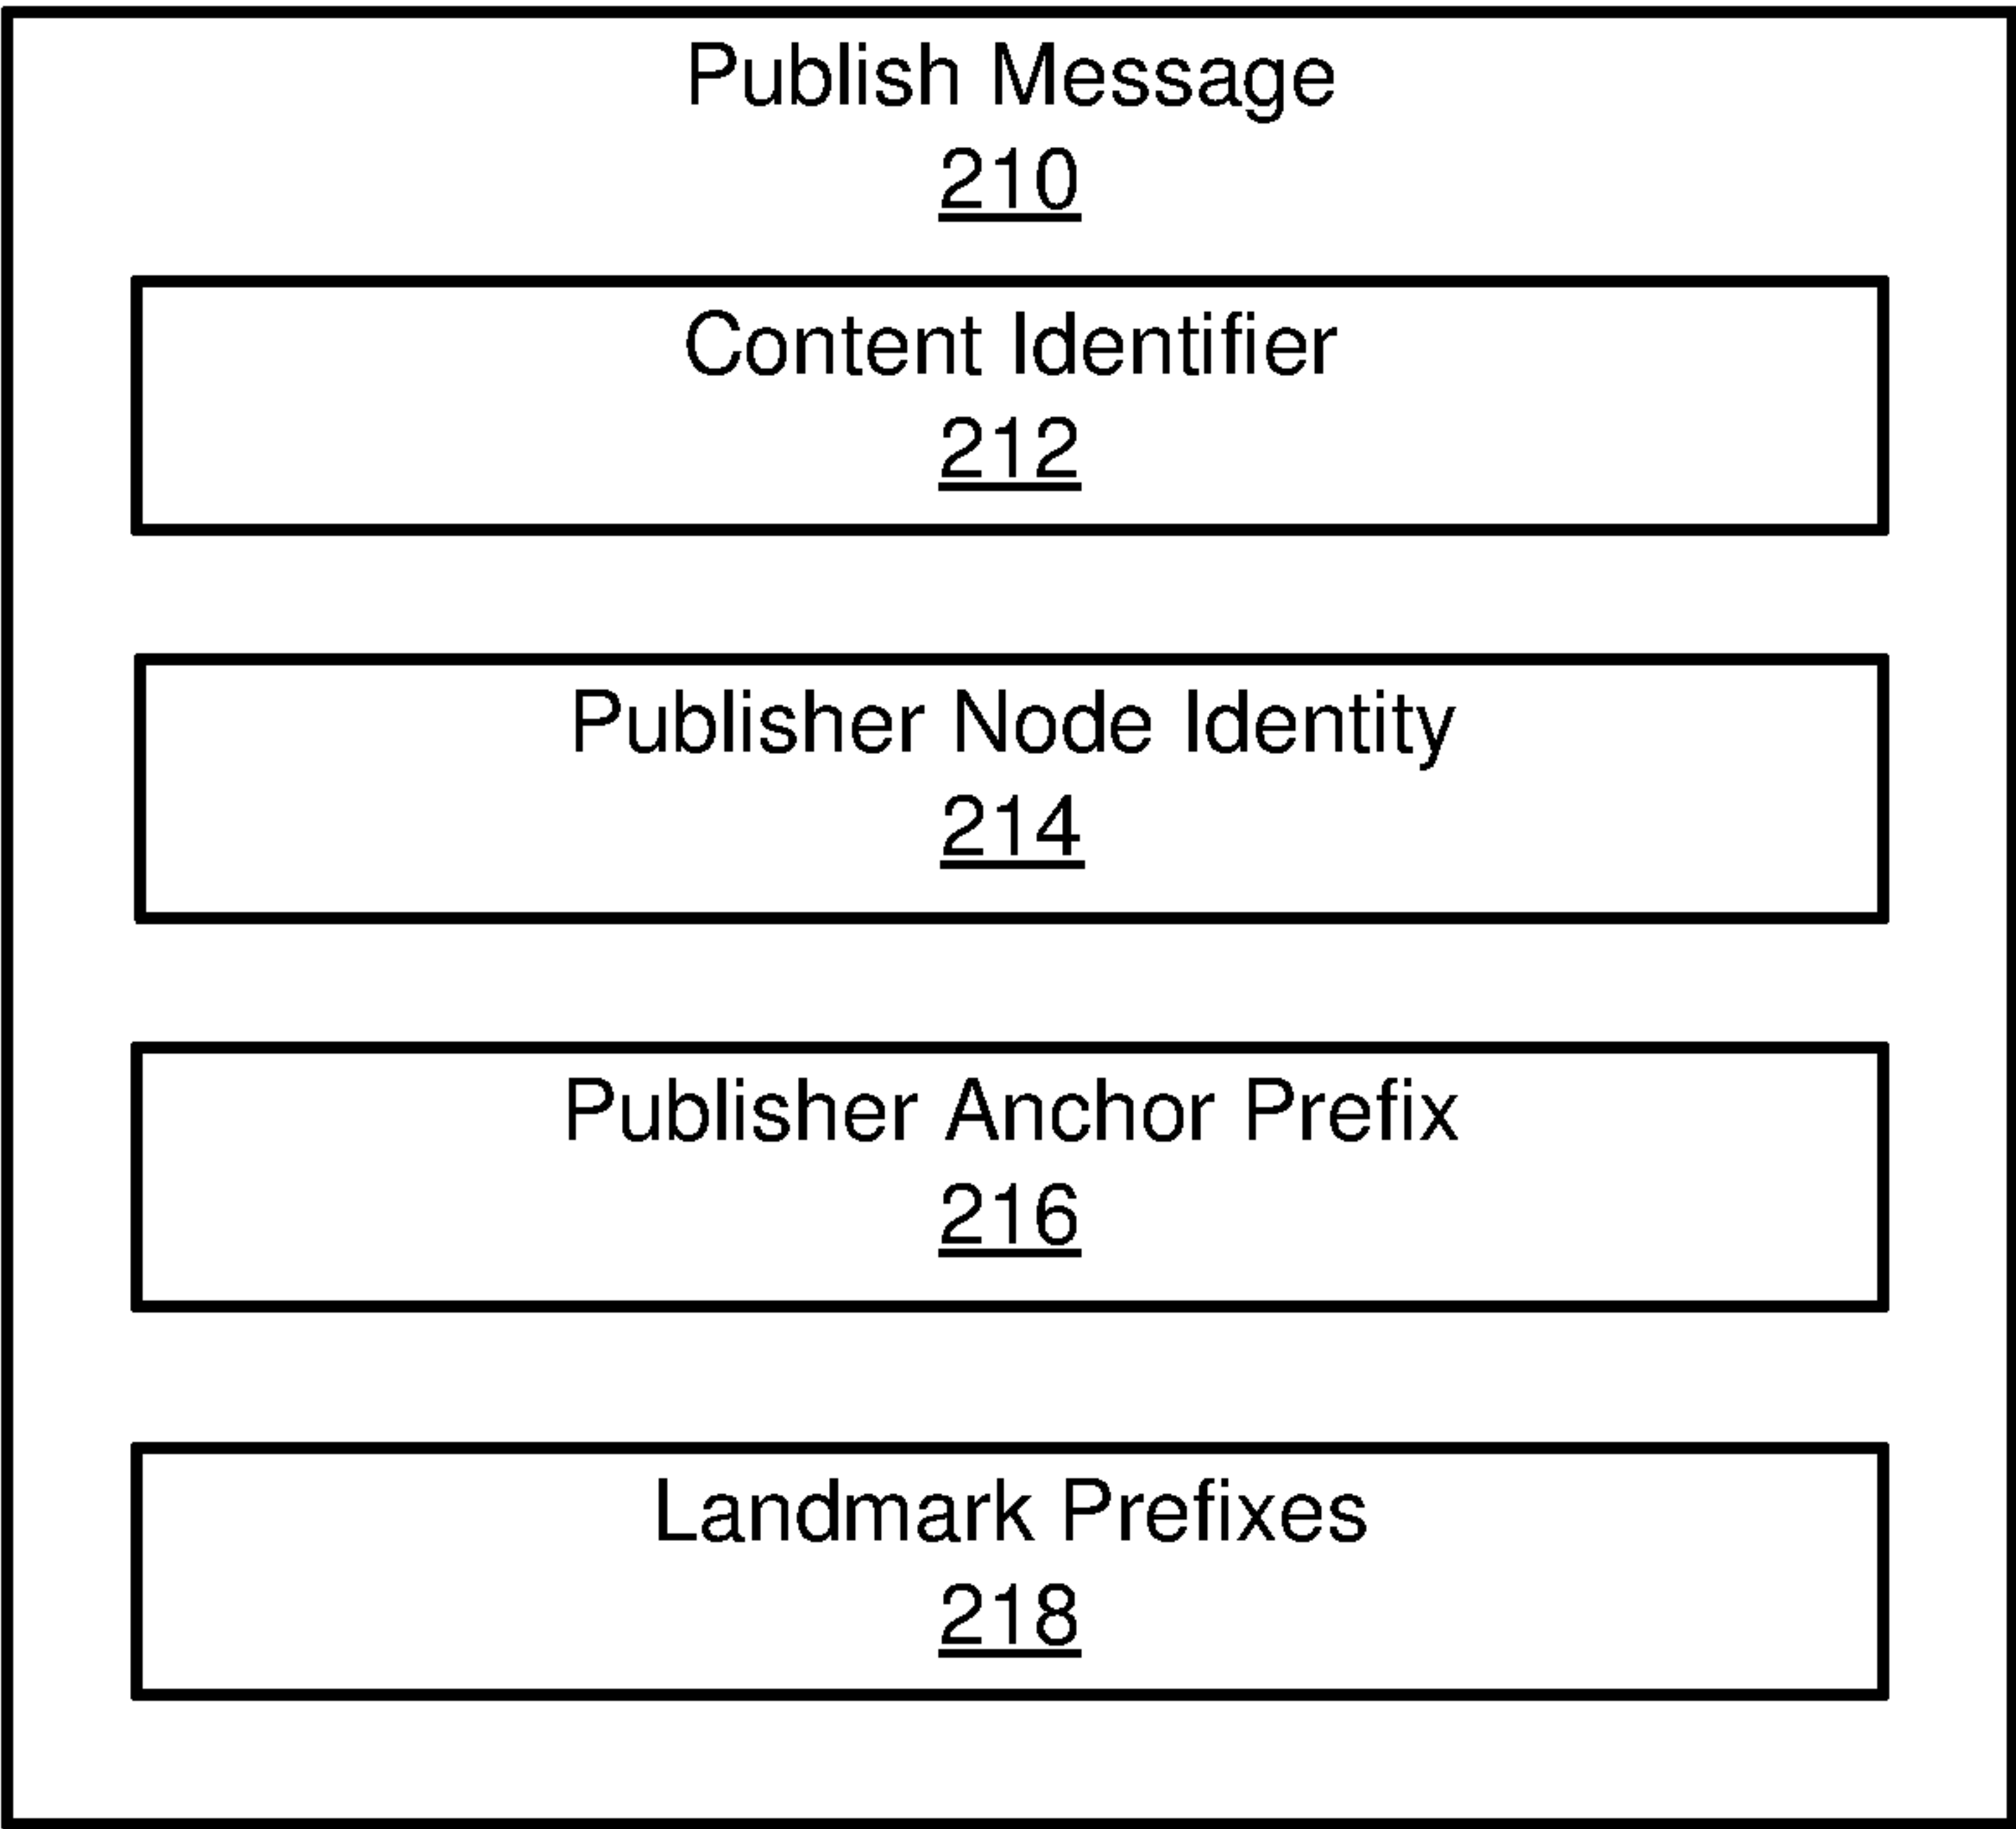 Publish Message
210
Content Identifier
212
Publisher Node Identity
214
Publisher Anchor Prefix
216
Landmark Prefixes
218